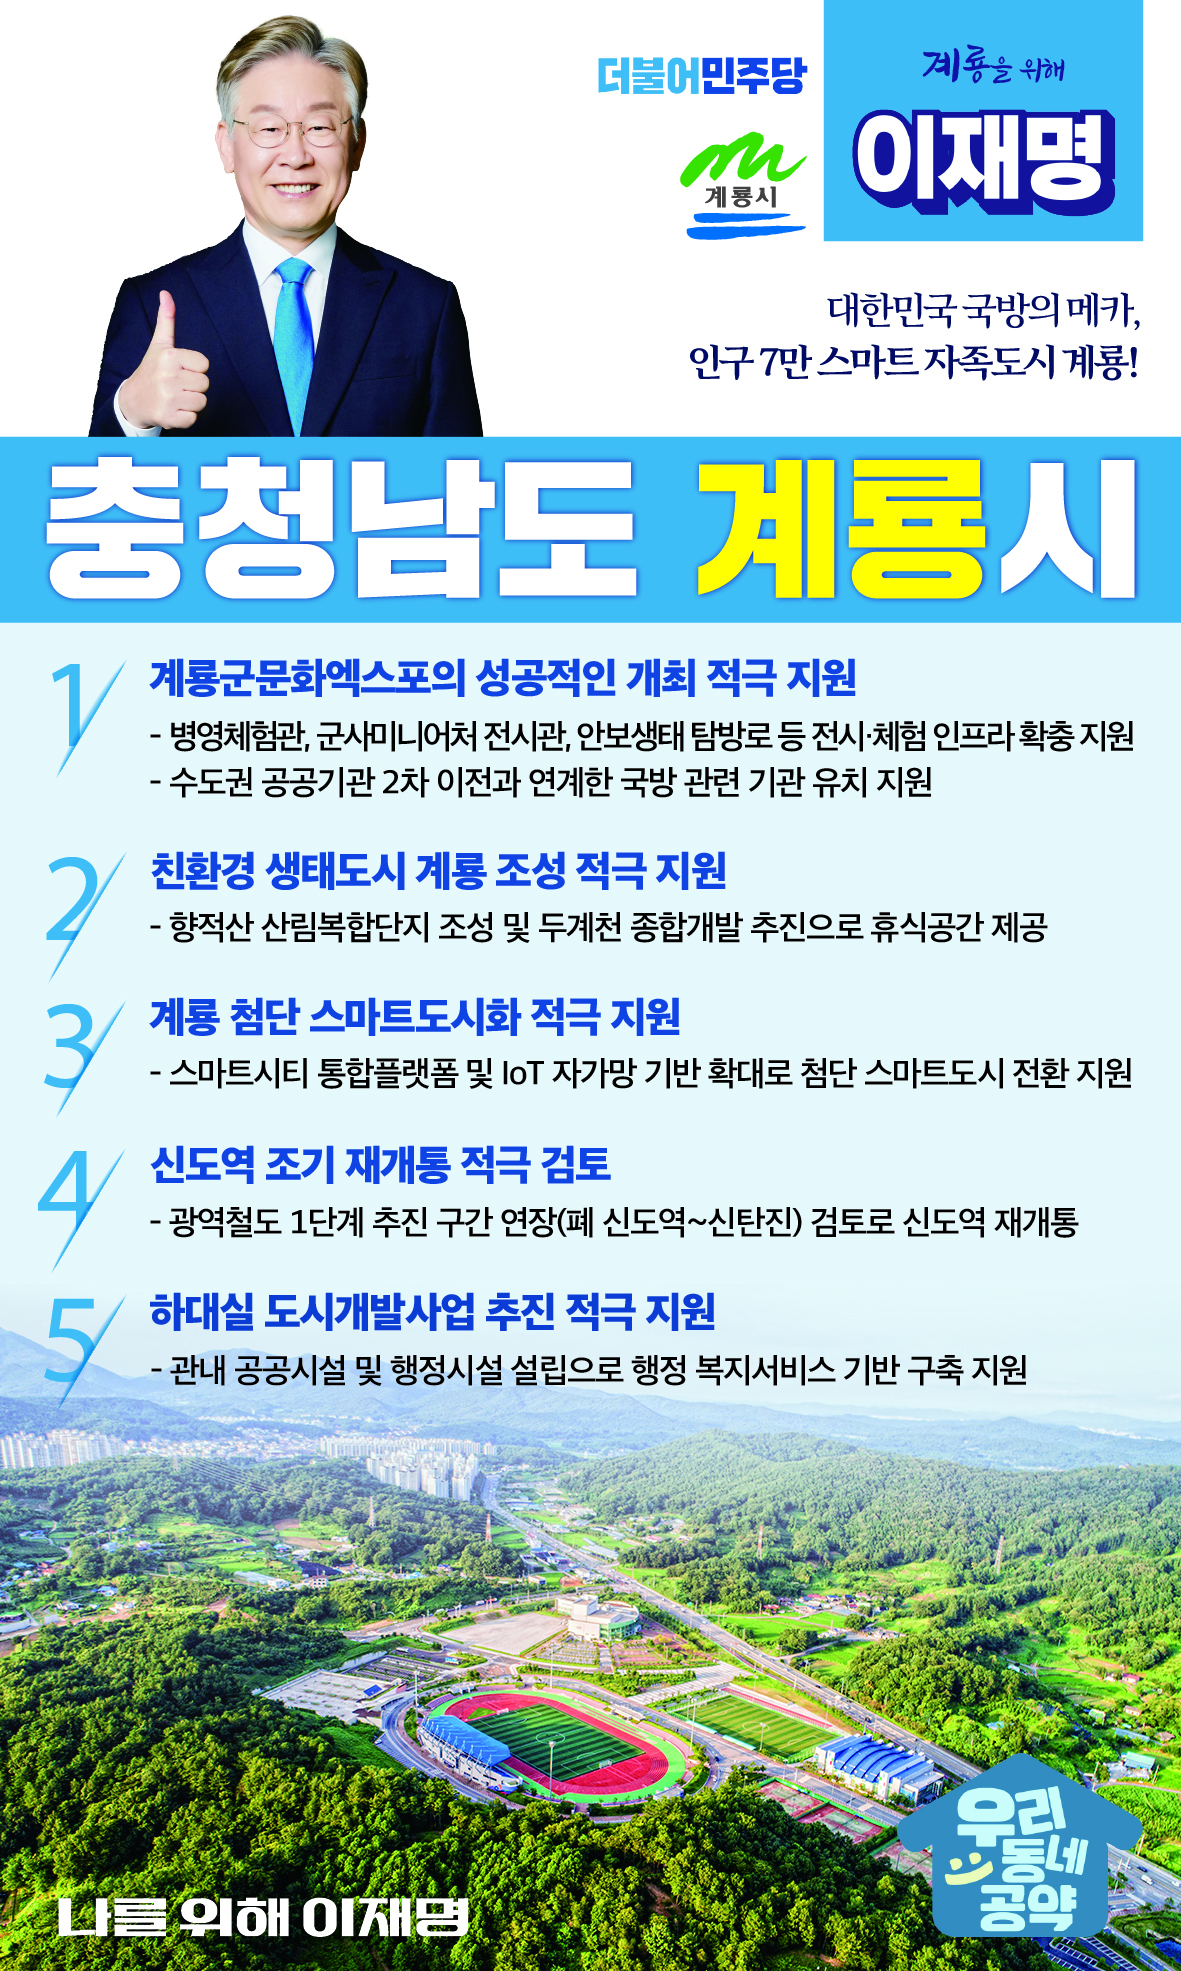 더불어민주당
계룡시
계룡을 위해
이재명
대한민국 국방의 메카,
인구 7만 스마트 자족도시 계룡!
충청남도 계룡시
1 계룡군문화엑스포의 성공적인 개최 적극 지원
- 병영체험관, 군사미니어처 전시관, 안보생태 탐방로 등 전시·체험 인프라 확충 지원
- 수도권 공공기관 2차 이전과 연계한 국방 관련 기관 유치 지원
2 친환경 생태도시 계룡 조성 적극 지원
- 향적산 산림복합단지 조성 및 두계천 종합개발 추진으로 휴식공간 제공
3 계룡 첨단 스마트도시화 적극 지원
- 스마트시티 통합플랫폼 및 IoT 자가망 기반 확대로 첨단 스마트도시 전환 지원
4 신도역 조기 재개통 적극 검토
- 광역철도 1단계 추진 구간 연장(폐 신도역~신탄진) 검토로 신도역 재개통
5 하대실 도시개발사업 추진 적극 지원
- 관내 공공시설 및 행정시설 설립으로 행정 복지서비스 기반 구축 지원
우리
동네
공약
나를 위해 이재명